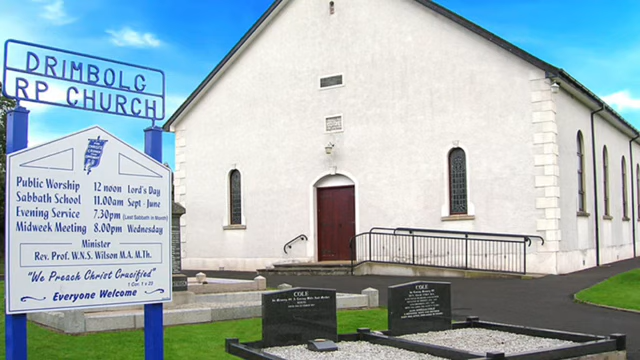 DRIMBOLG
RP CHURCH
Public Worship 12 noon Lord's Day
Sabbath School 11.00am Sept - June
Evening Service 7.30pm (Last Sabbath in month)
Midweek Meeting 8.00pm Wednesday
Minister
Rev. Prof. W.N.S. Wilson M.A. M.Th.
"We Preach Christ Crucified"
1 Cor 1 v 23
Everyone Welcome
COLE
COLE